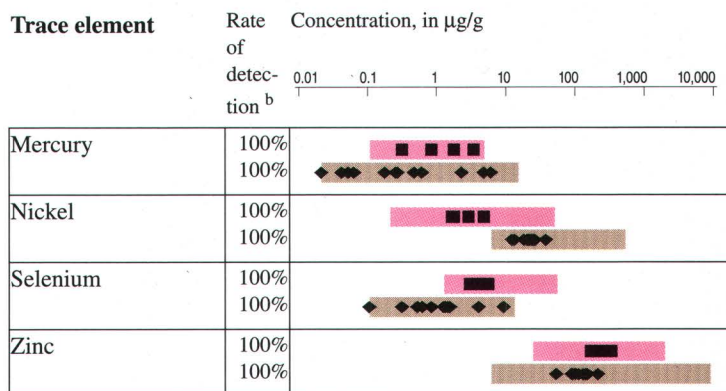 Trace element
Rate of detec- tion b
Concentration, in µg/g
0.01 0.1 1 10 100 1,000 10,000
Mercury 100%
100%
Nickel 100%
100%
Selenium 100%
100%
Zinc 100%
100%